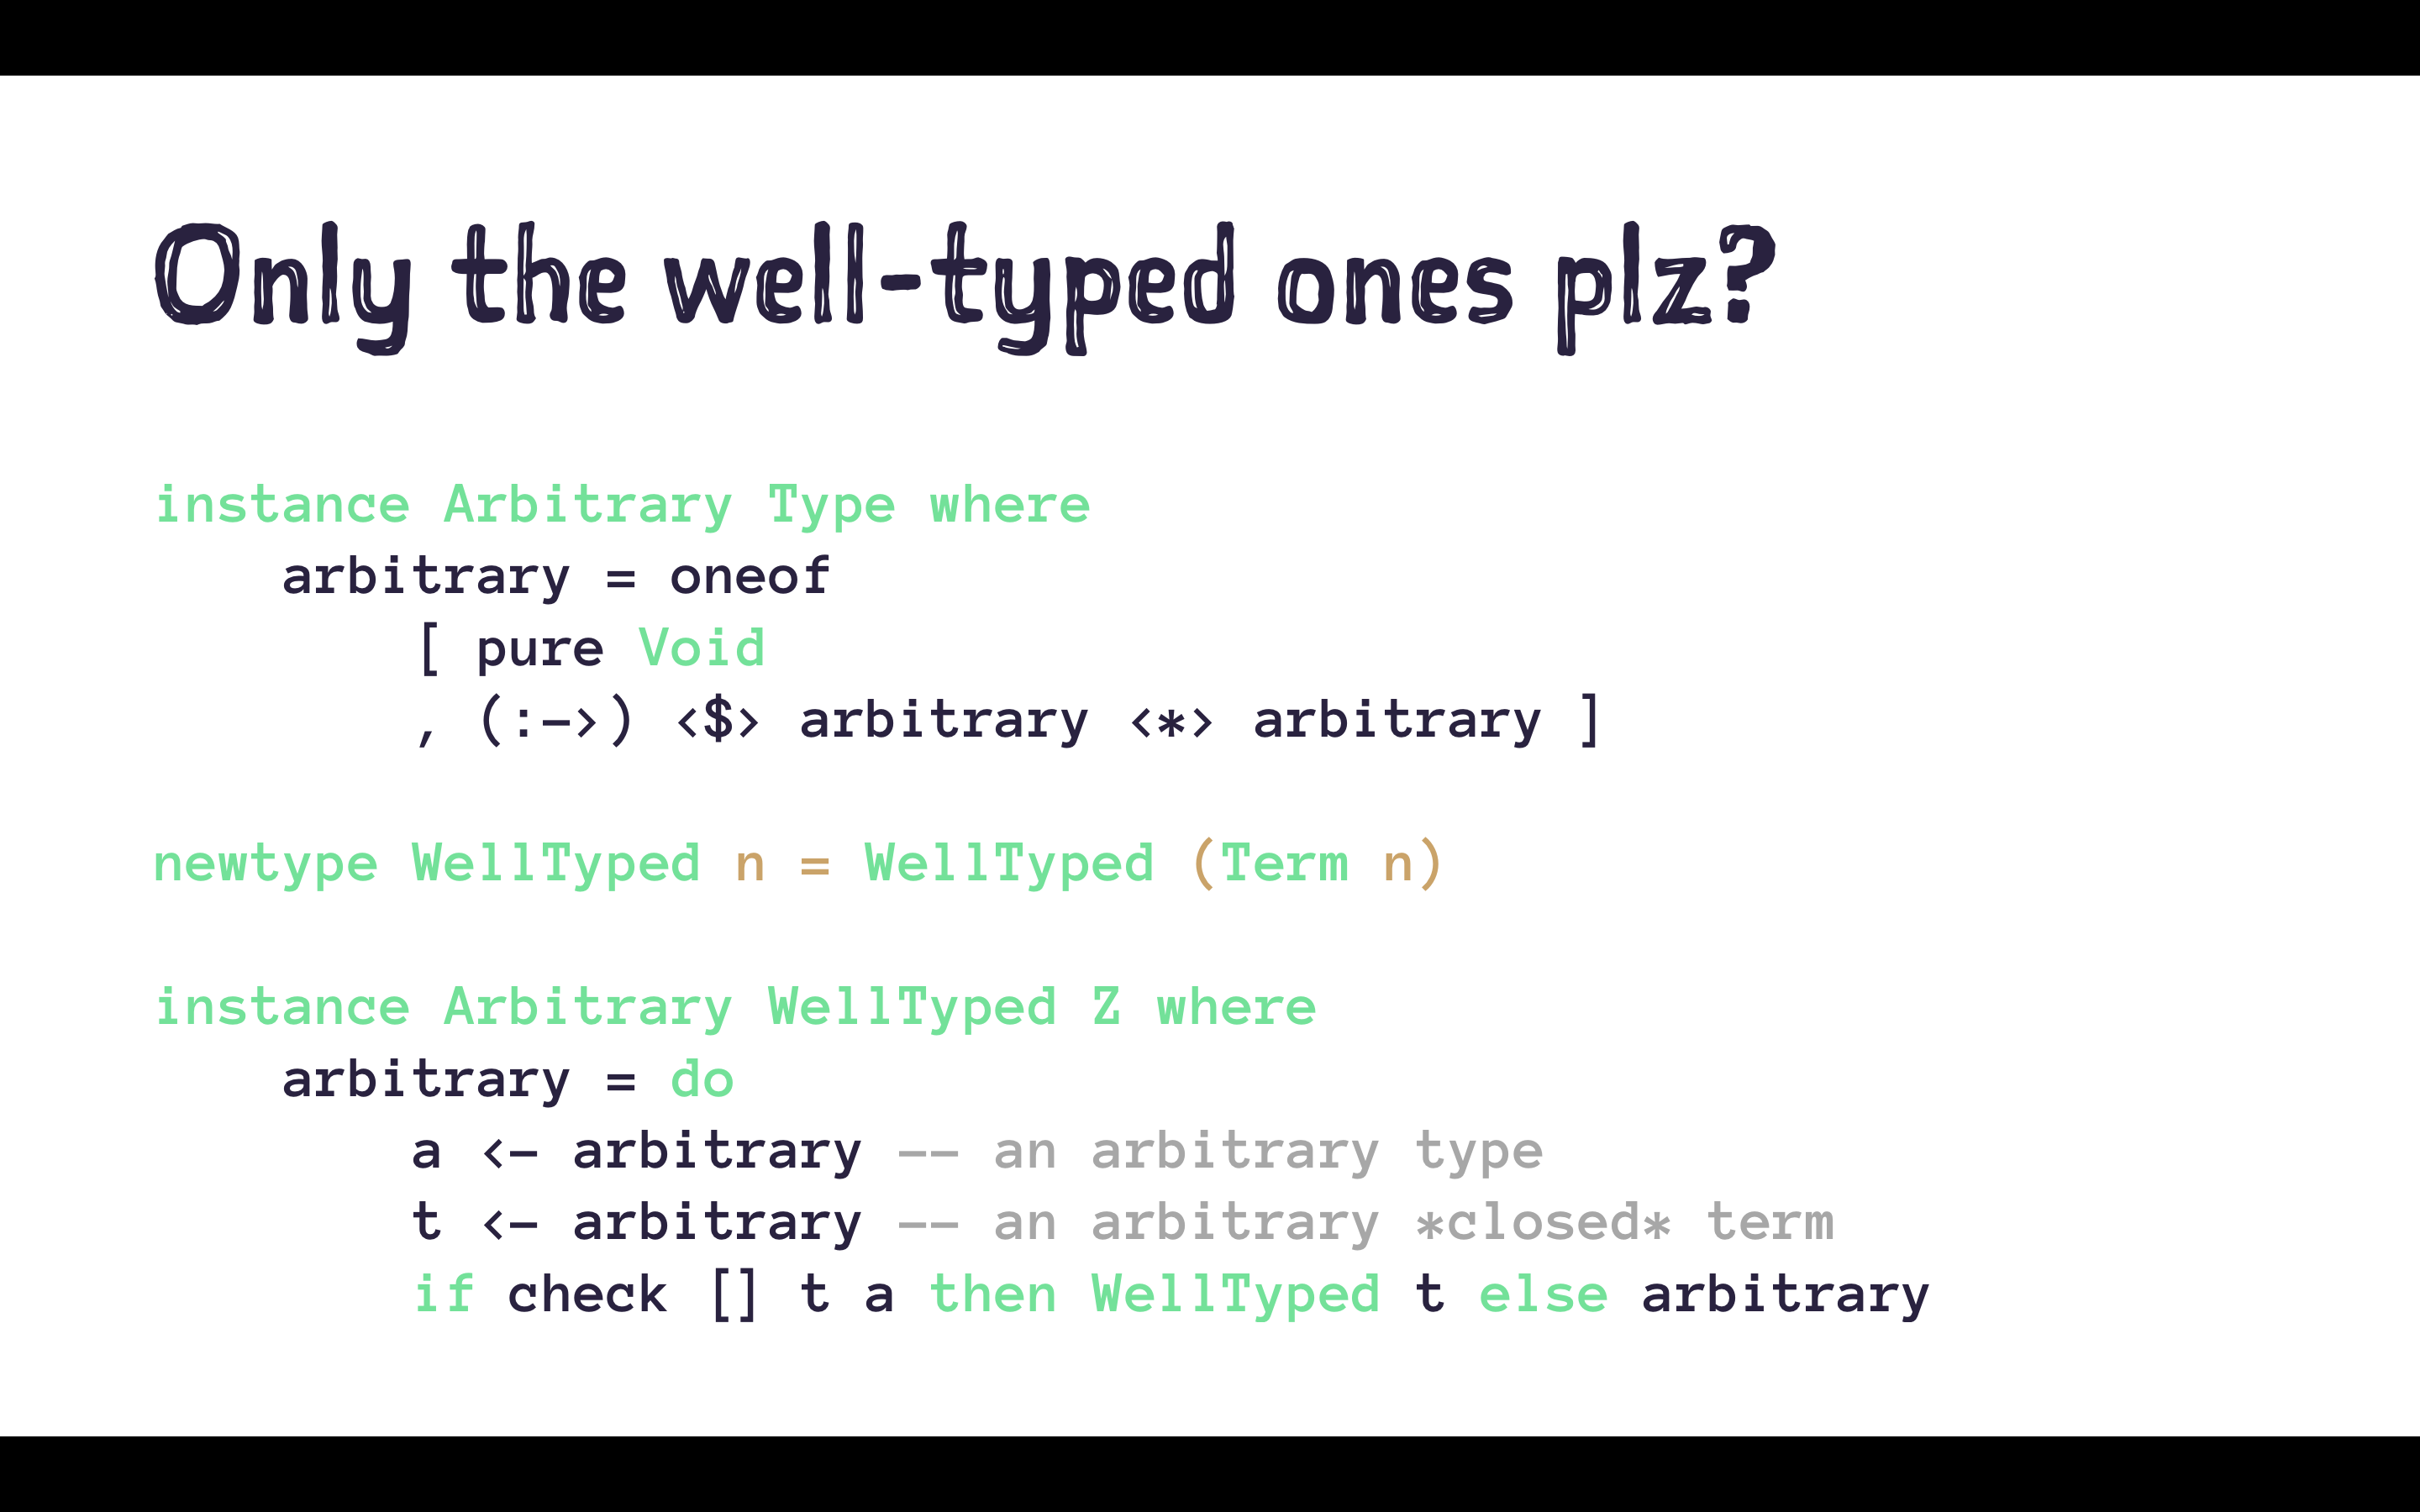 Only the well-typed ones plz?
instance Arbitrary Type where
    arbitrary = oneof
        [ pure Void
        , (:->) <$> arbitrary <*> arbitrary ]
newtype WellTyped n = WellTyped (Term n)
instance Arbitrary WellTyped Z where
    arbitrary = do
        a <- arbitrary -- an arbitrary type
        t <- arbitrary -- an arbitrary *closed* term
        if check [] t a then WellTyped t else arbitrary